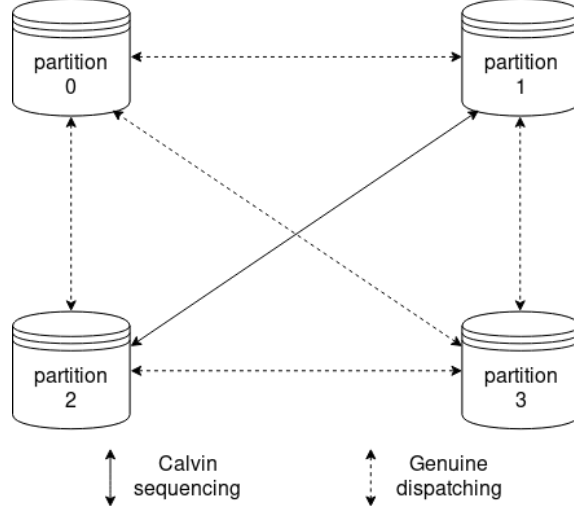 partition
0
partition
1
partition
2
partition
3
Calvin
sequencing
Genuine
dispatching